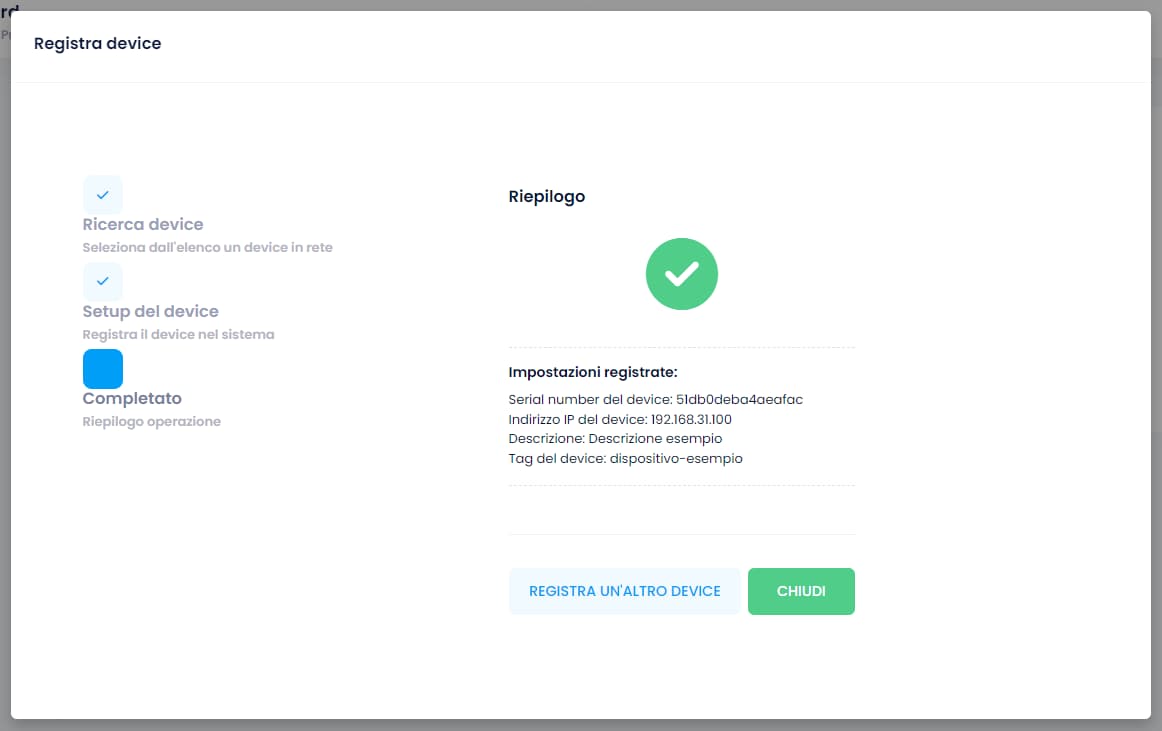 rd
Registra device
Ricerca device
Seleziona dall'elenco un device in rete
Setup del device
Registra il device nel sistema
Completato
Riepilogo operazione
Riepilogo
Impostazioni registrate:
Serial number del device: 51db0deba4aeafac
Indirizzo IP del device: 192.168.31.100
Descrizione: Descrizione esempio
Tag del device: dispositivo-esempio
REGISTRA UN'ALTRO DEVICE
CHIUDI